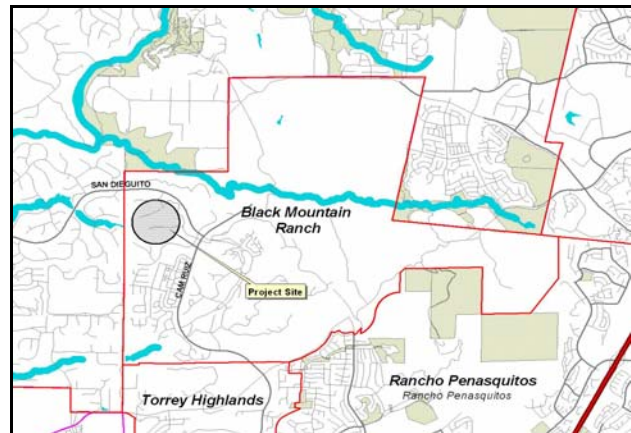 SAN DIEGUITO
Black Mountain
Ranch
CAM RUIZ
Project Site
Rancho Penasquitos
Rancho Penasquitos
Torrey Highlands